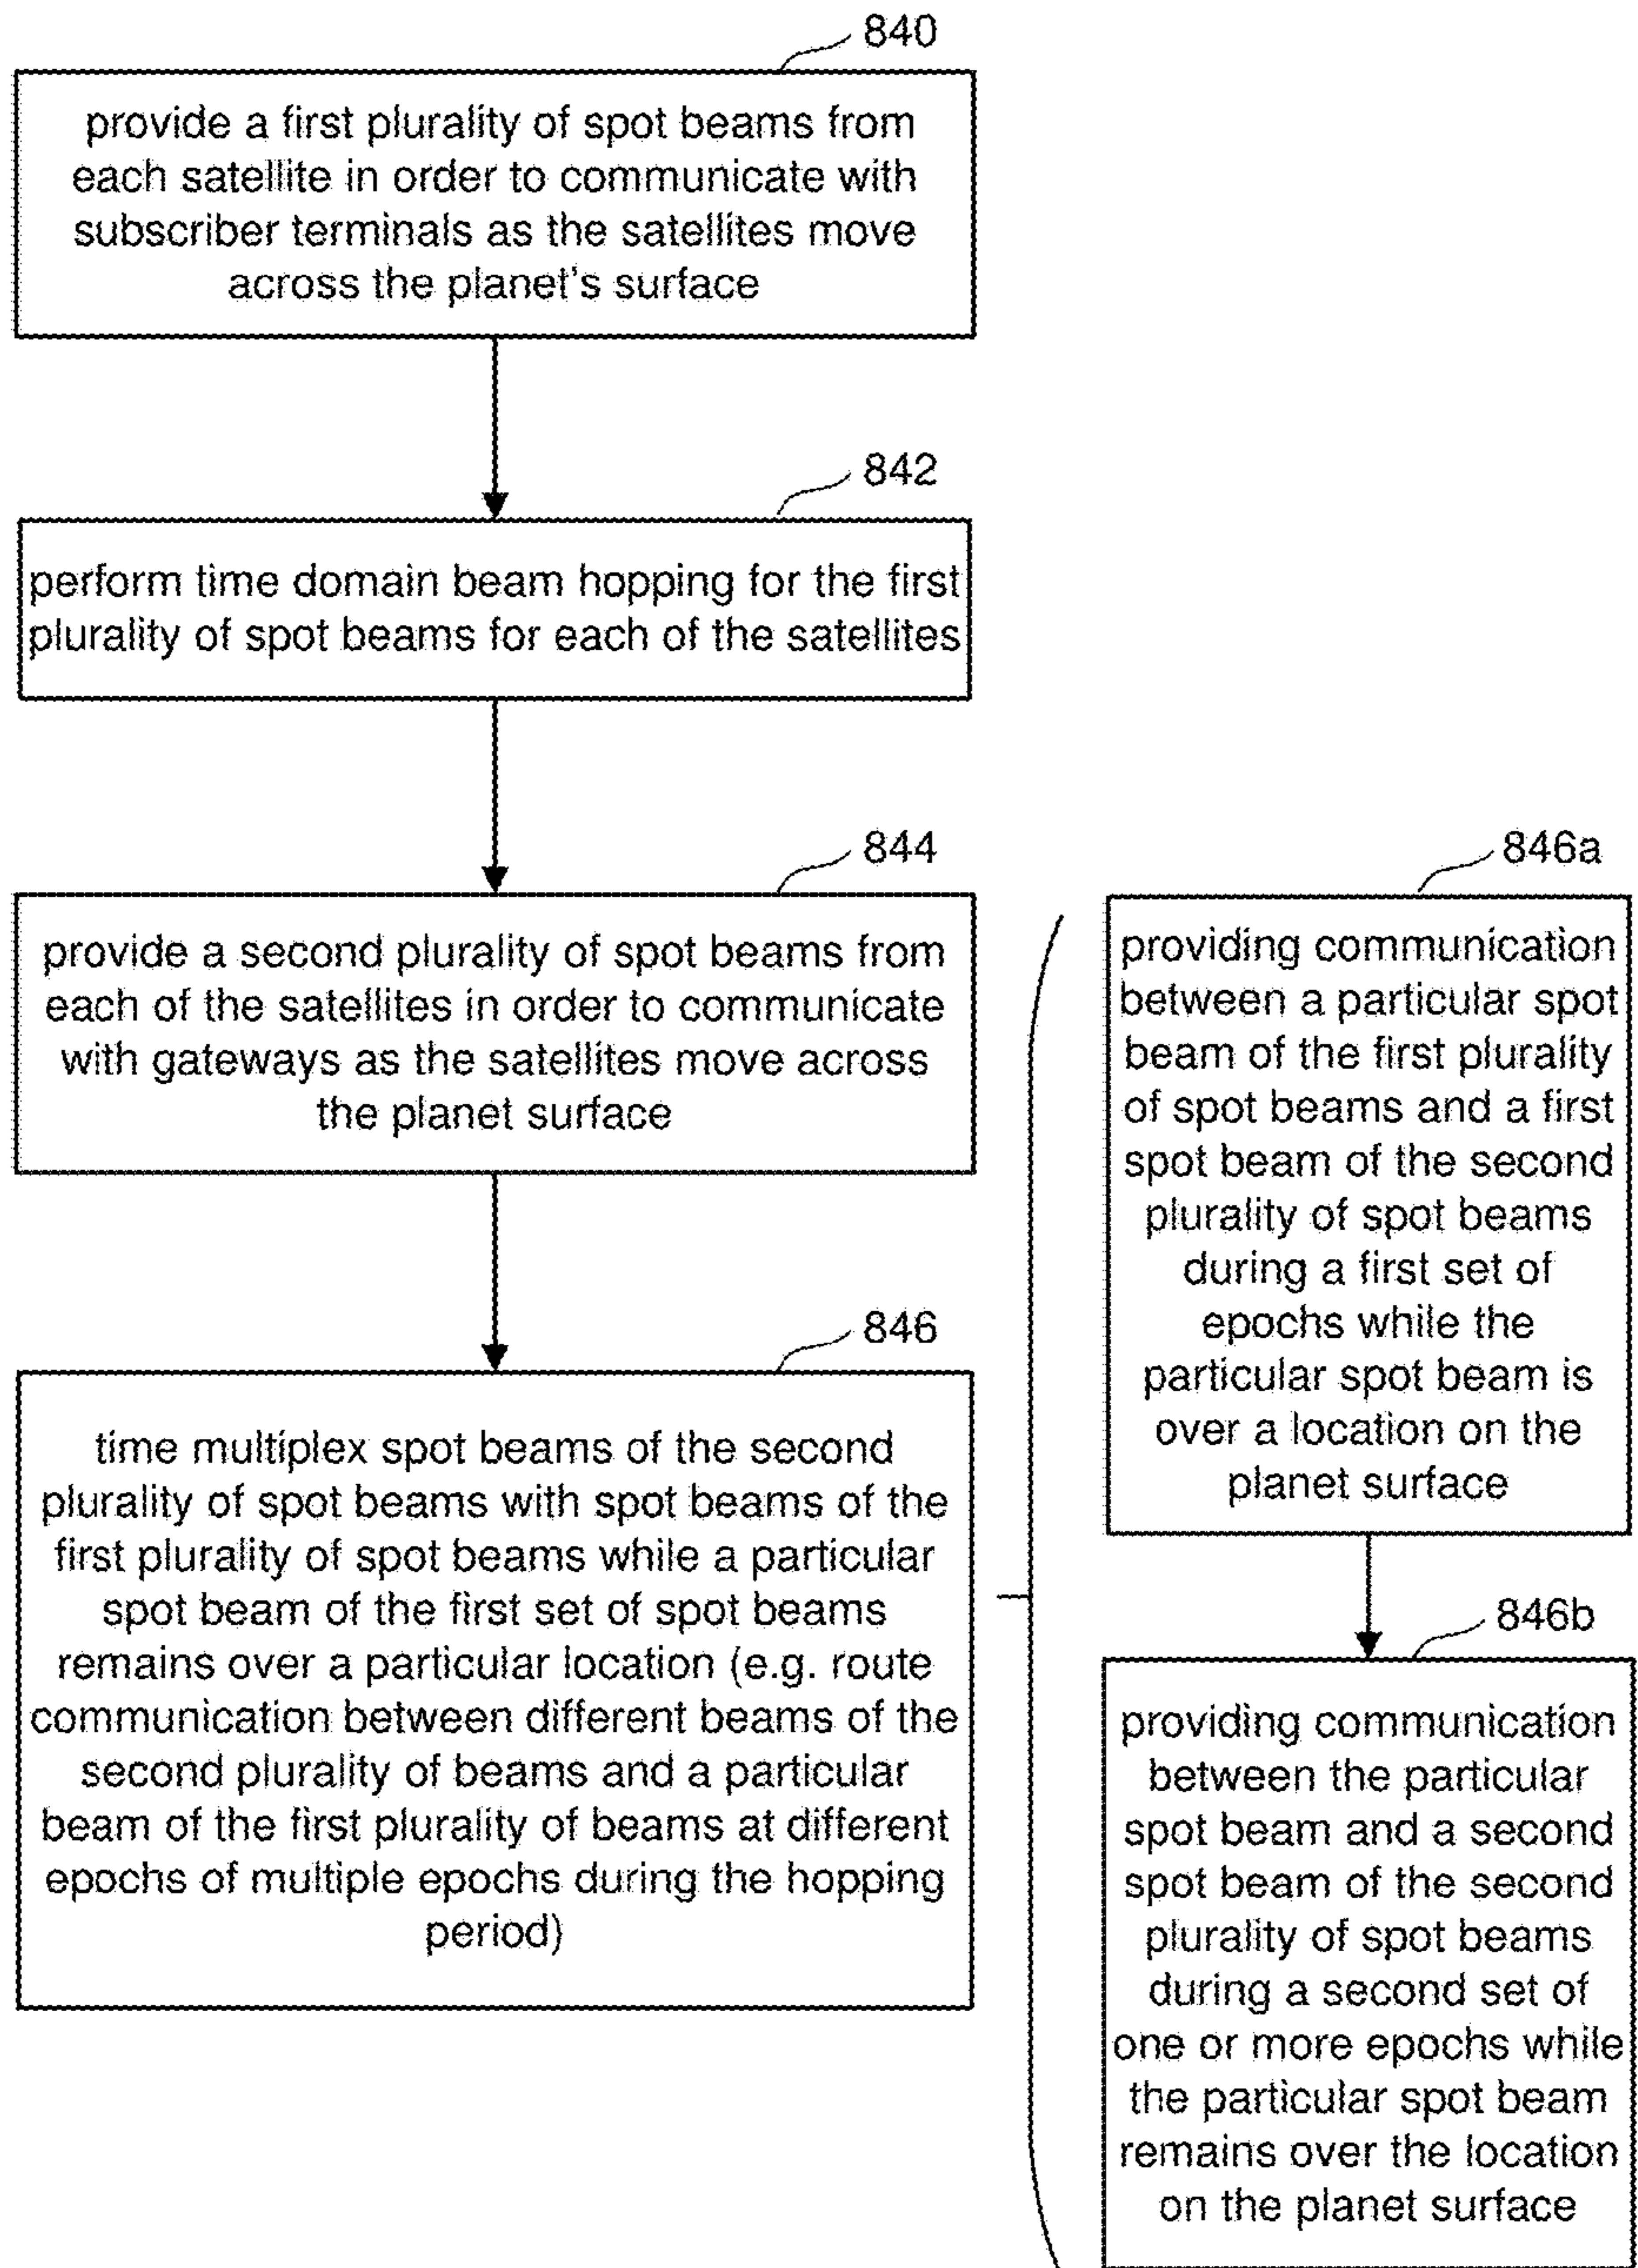 840
provide a first plurality of spot beams from
each satellite in order to communicate with
subscriber terminals as the satellites move
across the planet's surface
842
perform time domain beam hopping for the first
plurality of spot beams for each of the satellites
844
provide a second plurality of spot beams from
each of the satellites in order to communicate
with gateways as the satellites move across
the planet surface
846
time multiplex spot beams of the second
plurality of spot beams with spot beams of the
first plurality of spot beams while a particular
spot beam of the first set of spot beams
remains over a particular location (e.g. route
communication between different beams of the
second plurality of beams and a particular
beam of the first plurality of beams at different
epochs of multiple epochs during the hopping
period)
846a
providing communication
between a particular spot
beam of the first plurality
of spot beams and a first
spot beam of the second
plurality of spot beams
during a first set of
epochs while the
particular spot beam is
over a location on the
planet surface
846b
providing communication
between the particular
spot beam and a second
spot beam of the second
plurality of spot beams
during a second set of
one or more epochs while
the particular spot beam
remains over the location
on the planet surface